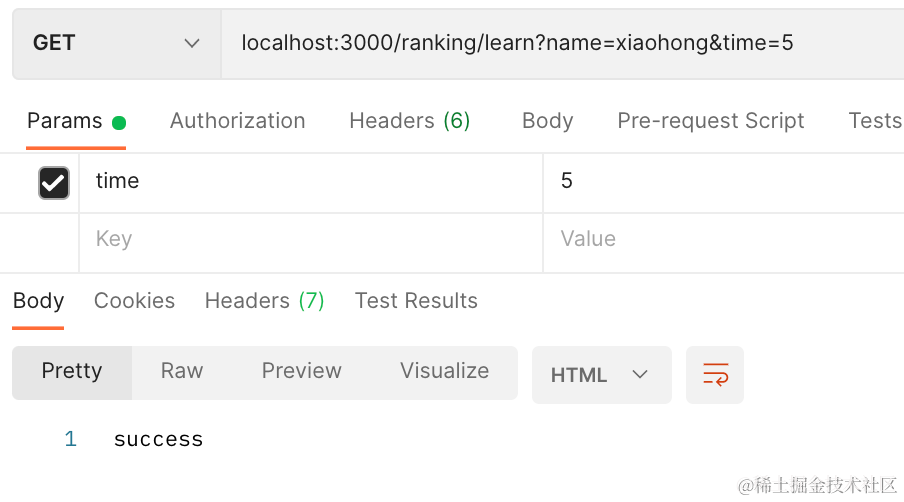 GET localhost:3000/ranking/learn?name=xiaohong&time=5
Params Authorization Headers (6) Body Pre-request Script Tests
time 5
Key Value
Body Cookies Headers (7) Test Results
Pretty Raw Preview Visualize HTML
1 success
@稀土掘金技术社区